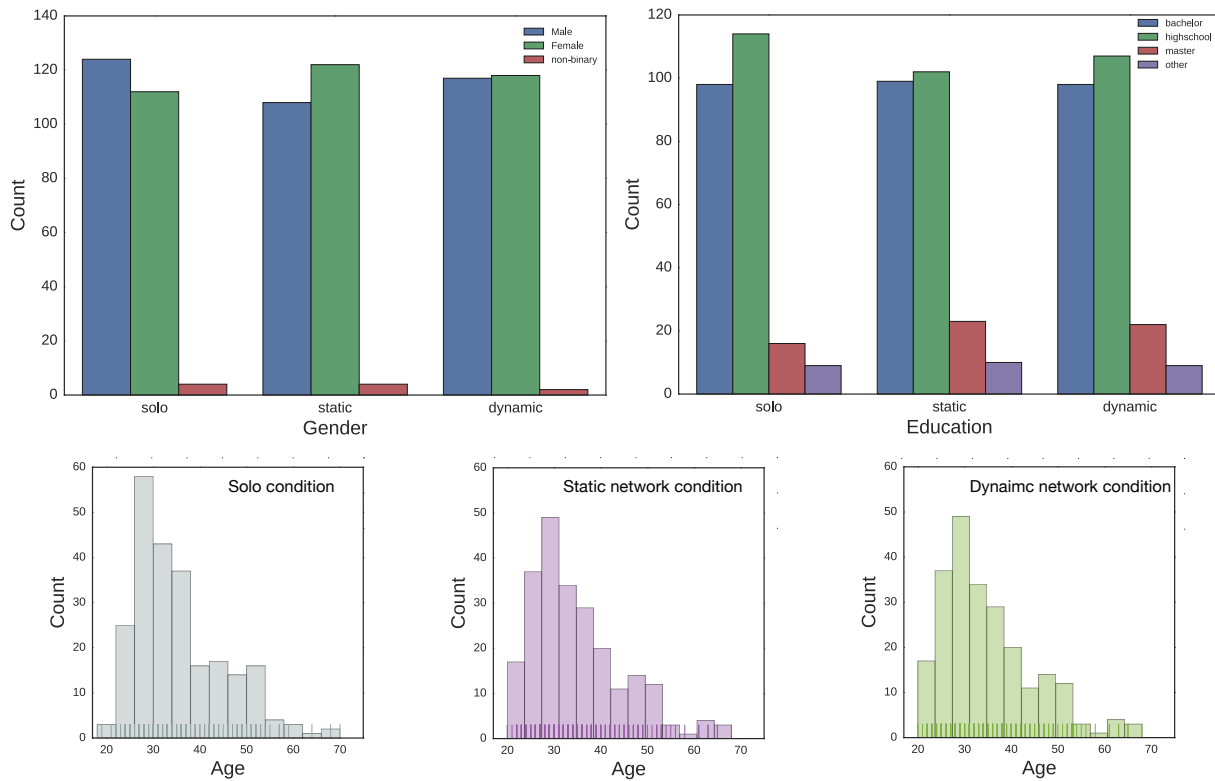 140
120
100
80
60
40
20
0
Count
Male
Female
non-binary
solo static dynamic
Gender
120
100
80
60
40
20
0
Count
bachelor
highschool
master
other
solo static dynamic
Education
60
50
40
30
20
10
0
Count
Solo condition
20 30 40 50 60 70
Age
60
50
40
30
20
10
0
Count
Static network condition
20 30 40 50 60 70
Age
60
50
40
30
20
10
0
Count
Dynaimc network condition
20 30 40 50 60 70
Age